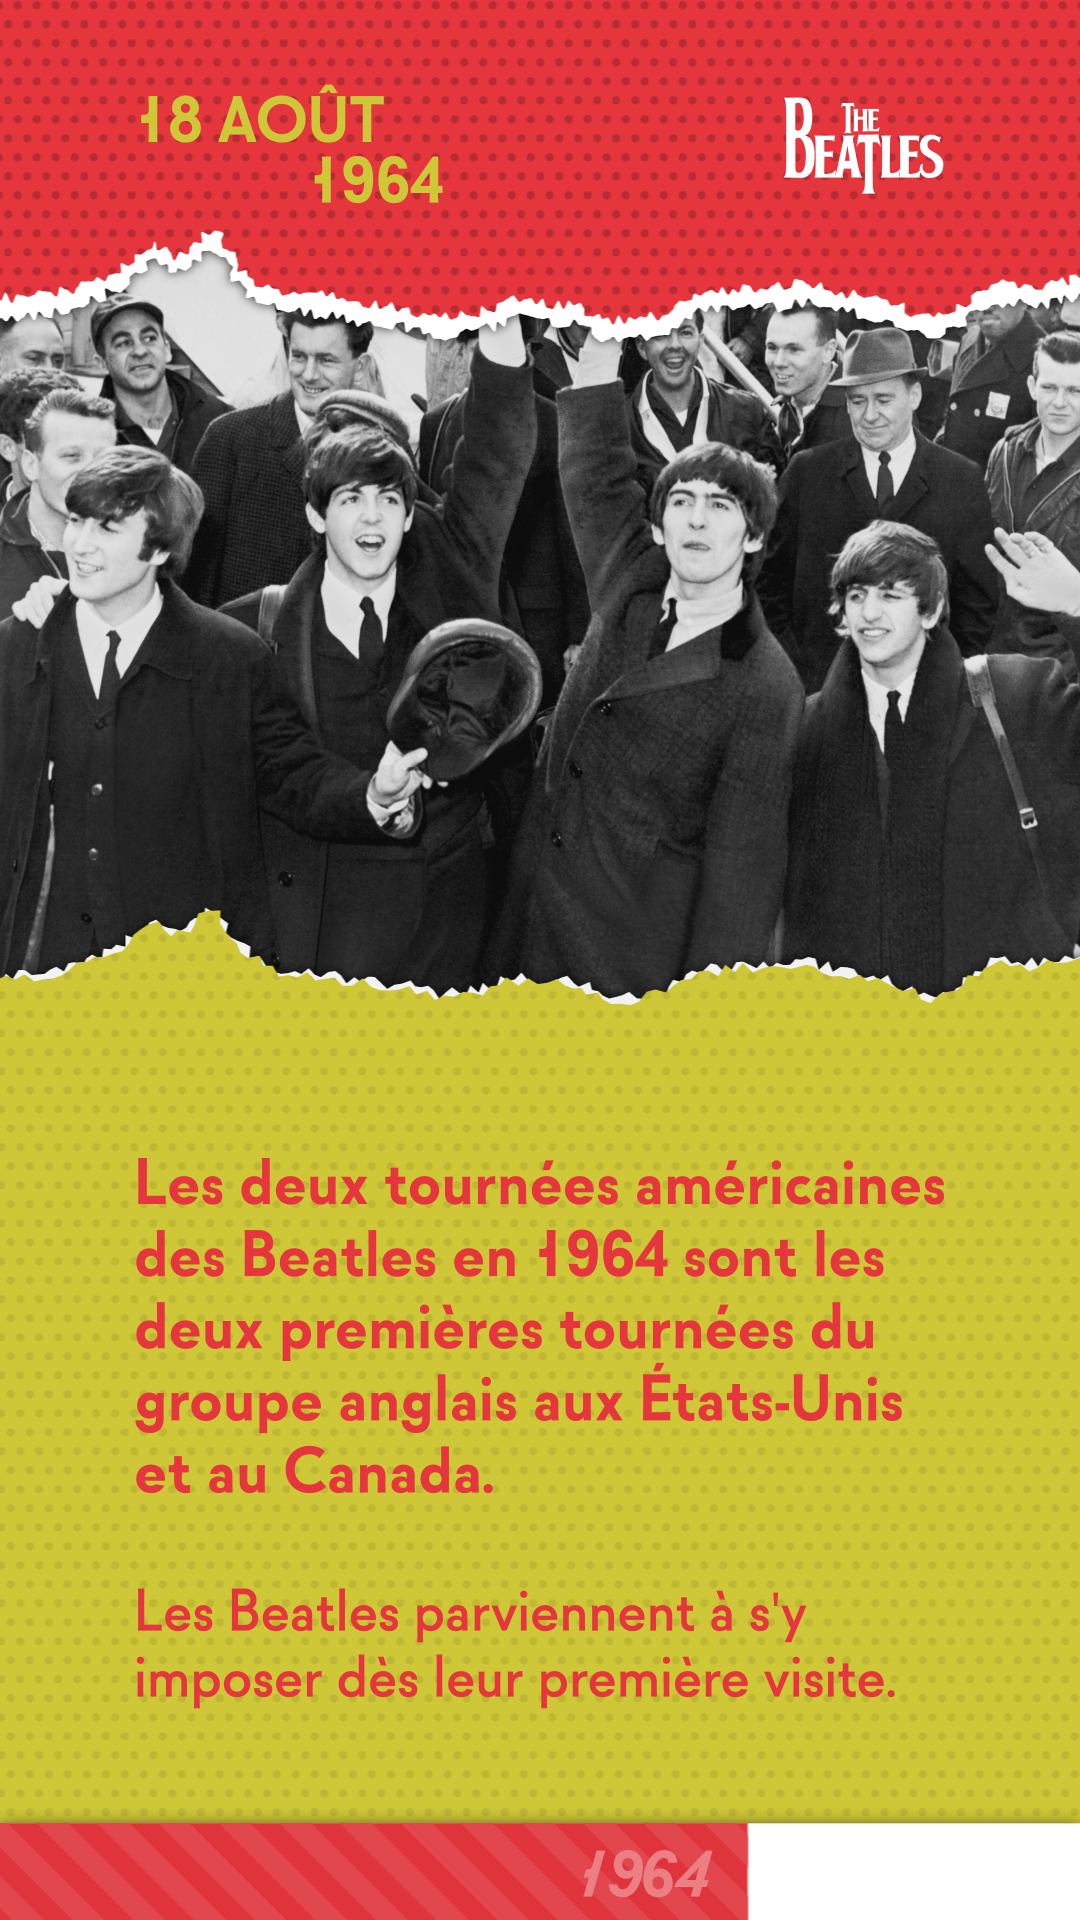 18 AOÛT
1964
THE
BEATLES
Les deux tournées américaines
des Beatles en 1964 sont les
deux premières tournées du
groupe anglais aux États-Unis
et au Canada.
Les Beatles parviennent à s'y
imposer dès leur première visite.
1964